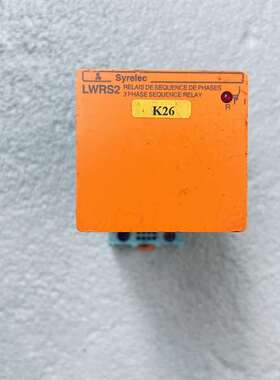 Syrelec
LWRS2 RELAIS DE SEQUENCE DE PHASES
3 PHASE SEQUENCE RELAY
R
K26